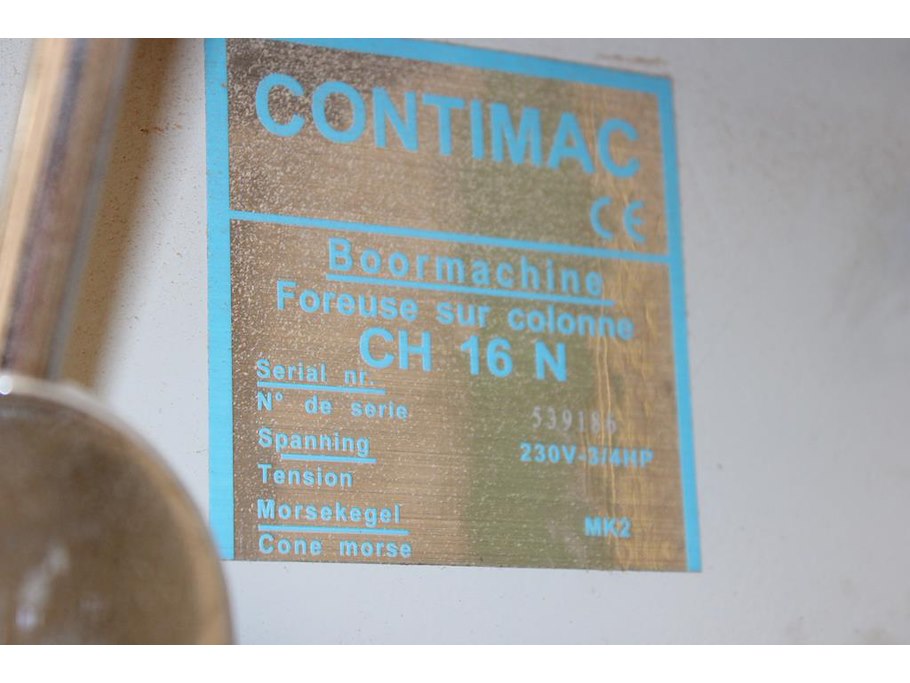 CONTIMAC
CE
Boormachine
Foreuse sur colonne
CH 16 N
Serial nr.
N° de serie 539186
Spanning
Tension 230V-3/4HP
Morsekegel
Cone morse MK2